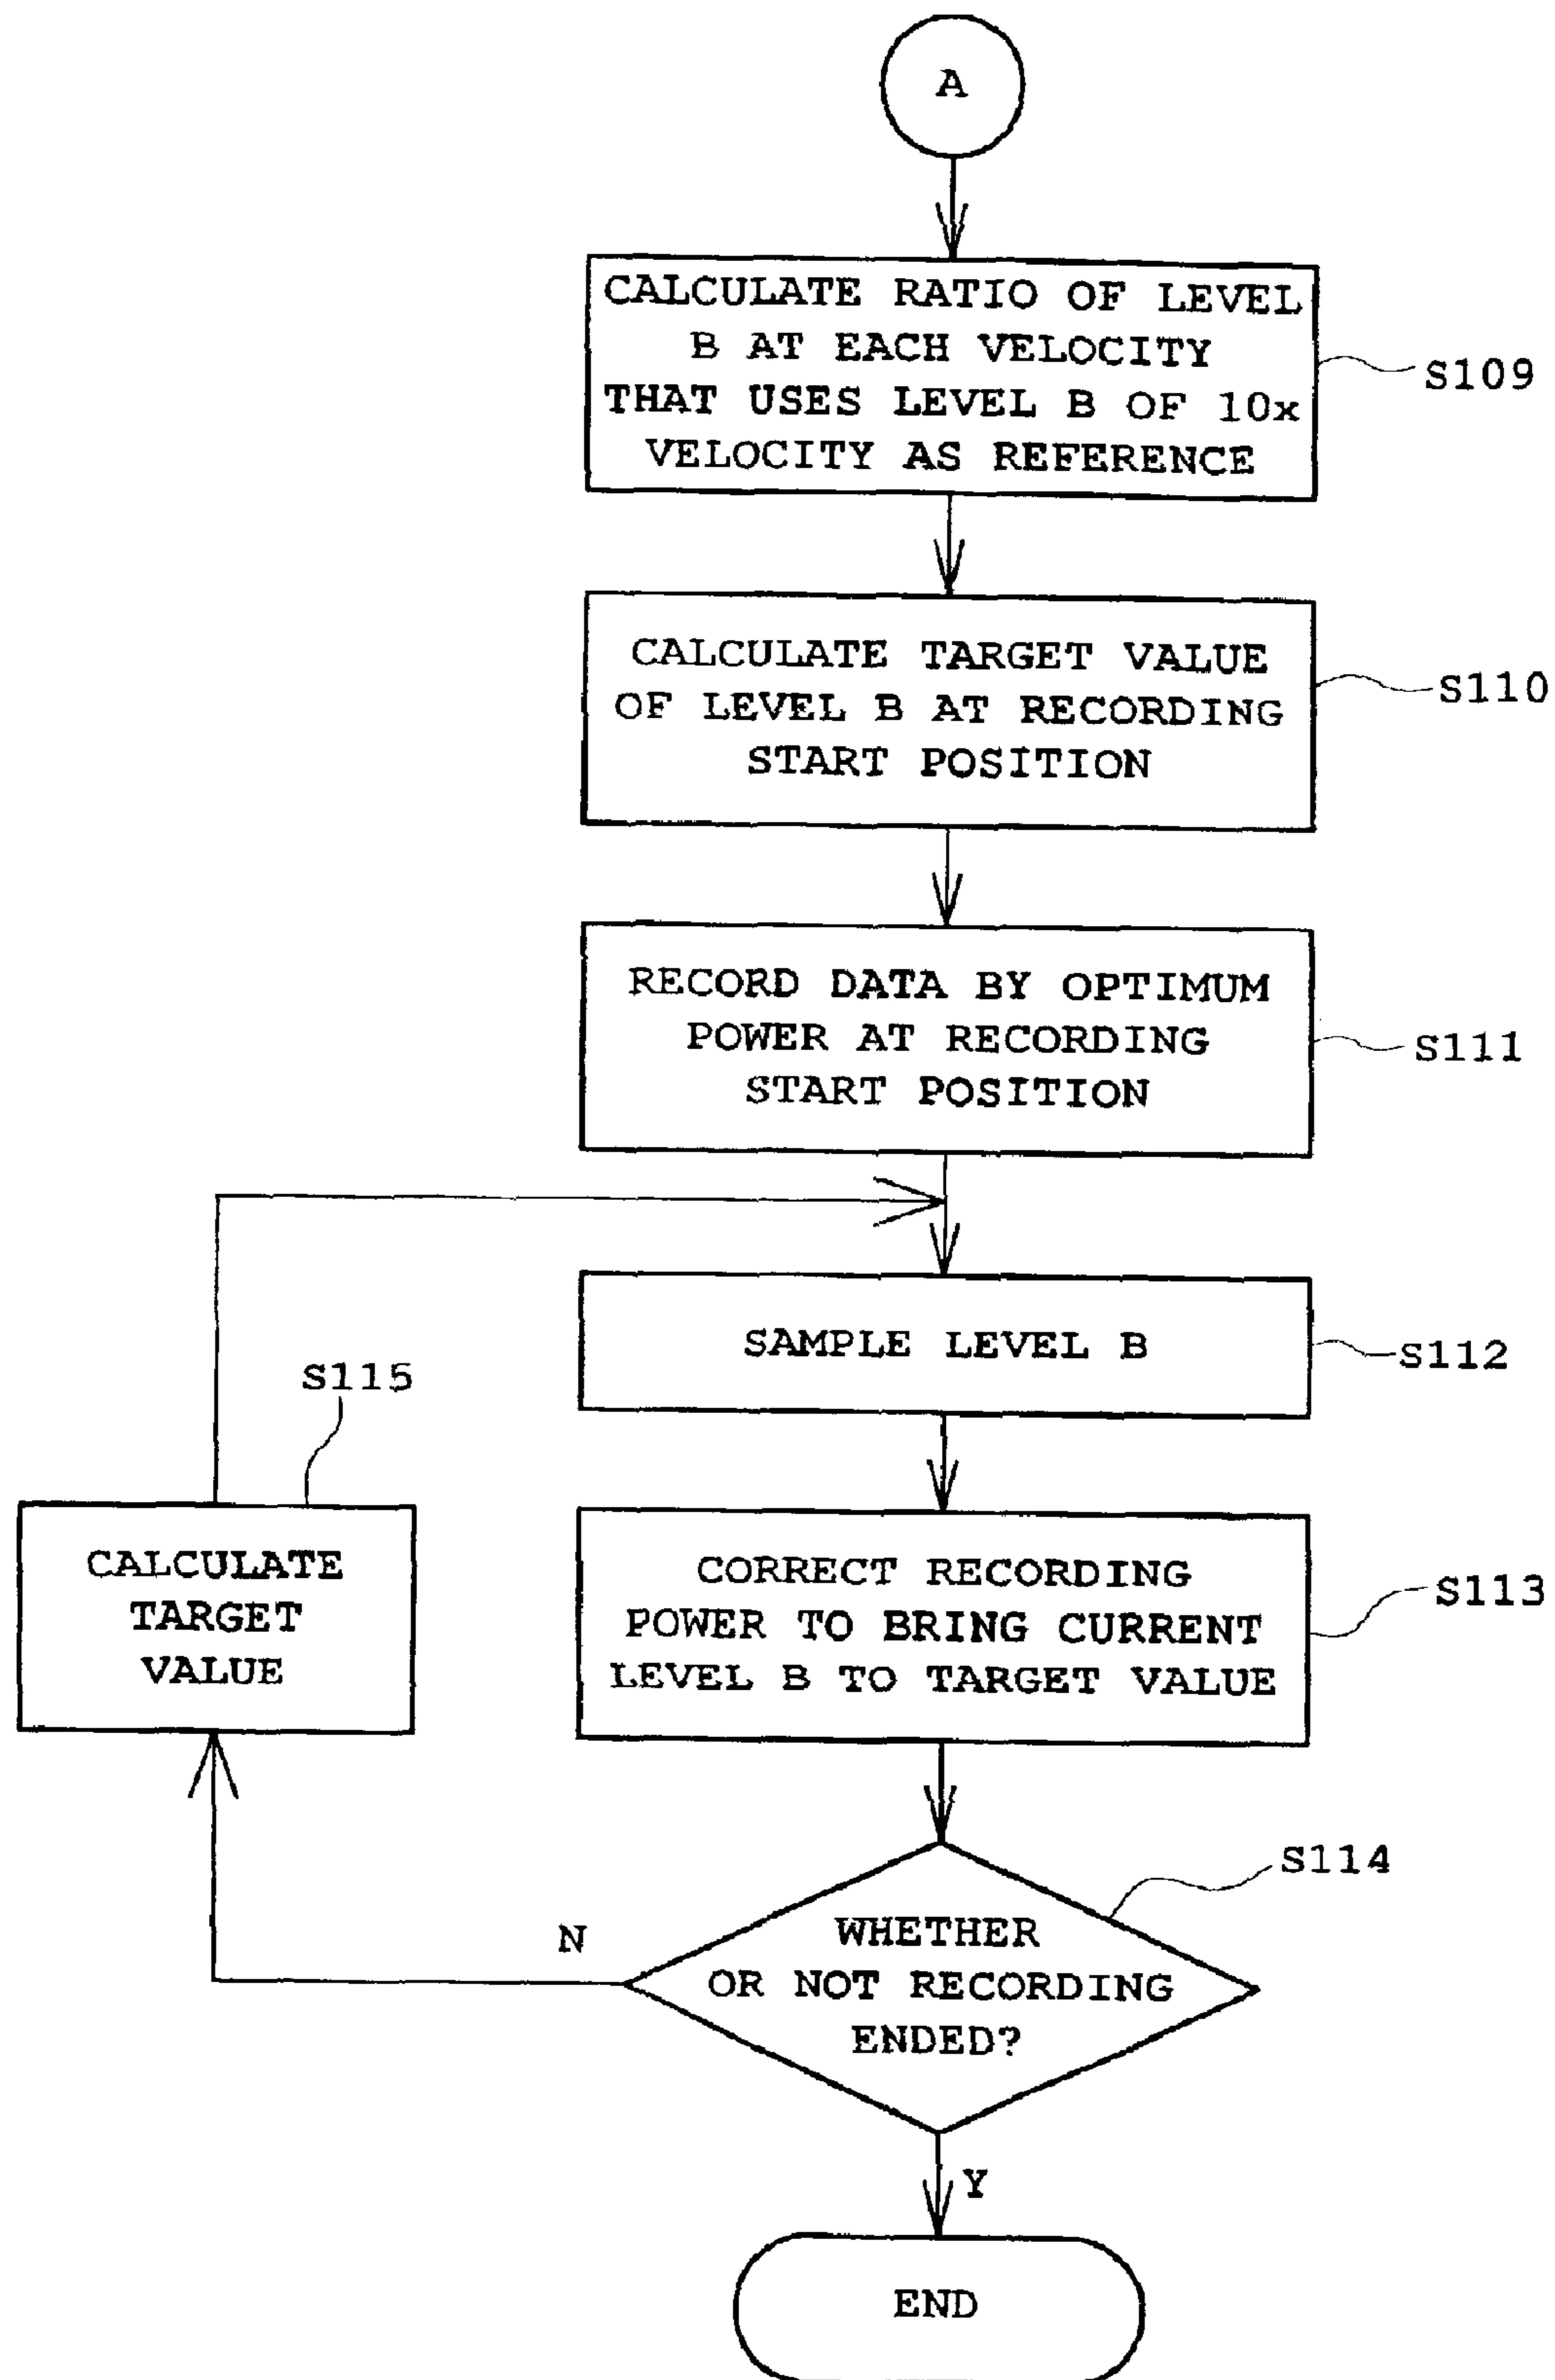 A
CALCULATE RATIO OF LEVEL
B AT EACH VELOCITY
THAT USES LEVEL B OF 10x
VELOCITY AS REFERENCE
S109
CALCULATE TARGET VALUE
OF LEVEL B AT RECORDING
START POSITION
S110
RECORD DATA BY OPTIMUM
POWER AT RECORDING
START POSITION
S111
SAMPLE LEVEL B
S112
S115
CALCULATE
TARGET
VALUE
CORRECT RECORDING
POWER TO BRING CURRENT
LEVEL B TO TARGET VALUE
S113
S114
WHETHER
OR NOT RECORDING
ENDED?
N
Y
END